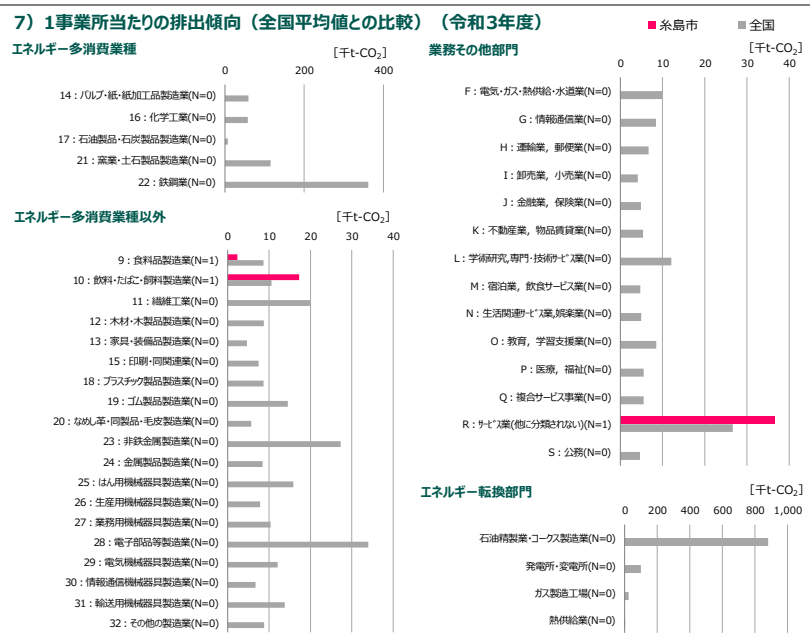 7）1事業所当たりの排出傾向（全国平均値との比較）（令和3年度）
糸島市 全国
エネルギー多消費業種
[千t-CO₂]
0 200 400
14：パルプ・紙・紙加工品製造業(N=0)
16：化学工業(N=0)
17：石油製品・石炭製品製造業(N=0)
21：窯業・土石製品製造業(N=0)
22：鉄鋼業(N=0)
エネルギー多消費業種以外
[千t-CO₂]
0 10 20 30 40
9：食料品製造業(N=1)
10：飲料・たばこ・飼料製造業(N=1)
11：繊維工業(N=0)
12：木材・木製品製造業(N=0)
13：家具・装備品製造業(N=0)
15：印刷・同関連業(N=0)
18：プラスチック製品製造業(N=0)
19：ゴム製品製造業(N=0)
20：なめし革・同製品・毛皮製造業(N=0)
23：非鉄金属製造業(N=0)
24：金属製品製造業(N=0)
25：はん用機械器具製造業(N=0)
26：生産用機械器具製造業(N=0)
27：業務用機械器具製造業(N=0)
28：電子部品等製造業(N=0)
29：電気機械器具製造業(N=0)
30：情報通信機械器具製造業(N=0)
31：輸送用機械器具製造業(N=0)
32：その他の製造業(N=0)
業務その他部門
[千t-CO₂]
0 10 20 30 40
F：電気・ガス・熱供給・水道業(N=0)
G：情報通信業(N=0)
H：運輸業，郵便業(N=0)
I：卸売業，小売業(N=0)
J：金融業，保険業(N=0)
K：不動産業，物品賃貸業(N=0)
L：学術研究,専門・技術ｻｰﾋﾞｽ業(N=0)
M：宿泊業，飲食サービス業(N=0)
N：生活関連ｻｰﾋﾞｽ業,娯楽業(N=0)
O：教育，学習支援業(N=0)
P：医療，福祉(N=0)
Q：複合サービス事業(N=0)
R：ｻｰﾋﾞｽ業(他に分類されない)(N=1)
S：公務(N=0)
エネルギー転換部門
[千t-CO₂]
0 200 400 600 800 1,000
石油精製業・コークス製造業(N=0)
発電所・変電所(N=0)
ガス製造工場(N=0)
熱供給業(N=0)